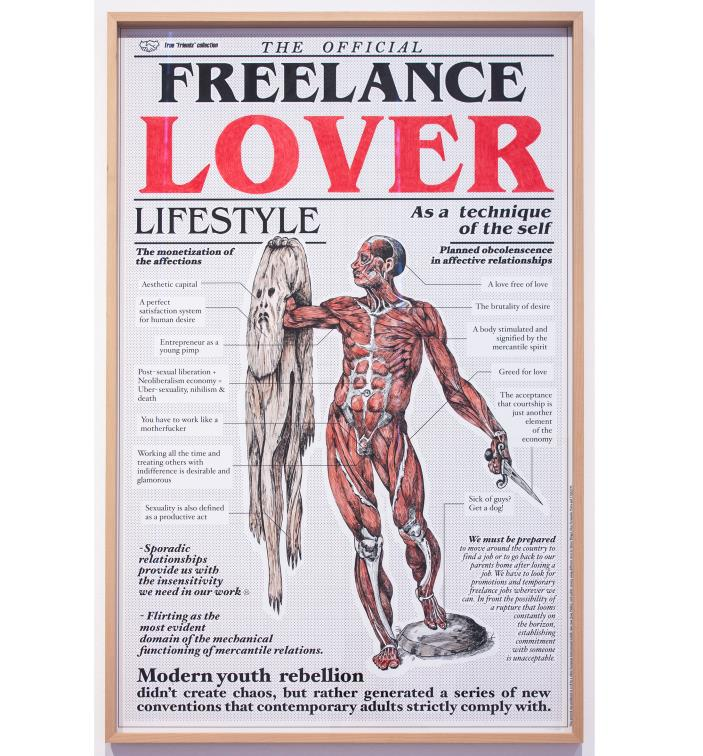 True "Friends" collection
THE OFFICIAL
FREELANCE
LOVER
LIFESTYLE
As a technique
of the self
The monetization of
the affections
Planned obcolenscence
in affective relationships
Aesthetic capital
A perfect
satisfaction system
for human desire
Entrepreneur as a
young pimp
Post-sexual liberation +
Neoliberalism economy =
Uber-sexuality, nihilism &
death
You have to work like a
motherfucker
Working all the time and
treating others with
indifference is desirable and
glamorous
Sexuality is also defined
as a productive act
A love free of love
The brutality of desire
A body stimulated and
signified by the
mercantile spirit
Greed for love
The acceptance
that courtship is
just another
element
of the
economy
Sick of guys?
Get a dog!
-Sporadic
relationships
provide us with
the insensitivity
we need in our work ®
- Flirting as the
most evident
domain of the mechanical
functioning of mercantile relations.
We must be prepared
to move around the country to
find a job or to go back to our
parents home after losing a
job. We have to look for
promotions and temporary
freelance jobs wherever we
can. In front the possibility of
a rupture that looms
constantly on
the horizon,
establishing
commitment
with someone
is unacceptable.
Modern youth rebellion
didn't create chaos, but rather generated a series of new
conventions that contemporary adults strictly comply with.